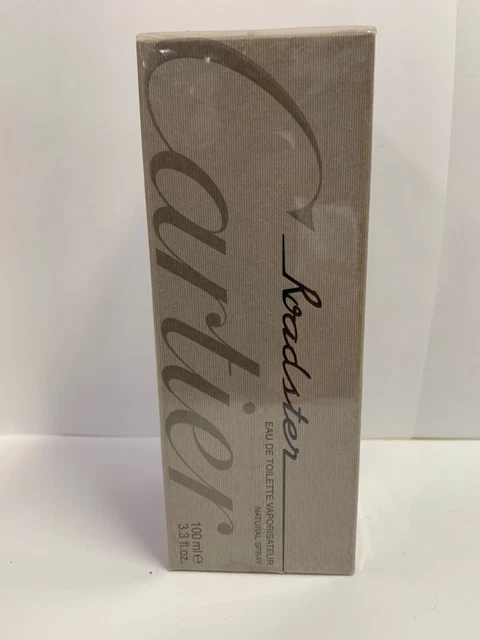 Cartier
Roadster
EAU DE TOILETTE VAPORISATEUR
NATURAL SPRAY
100 ml ℮
3.3 fl.oz.